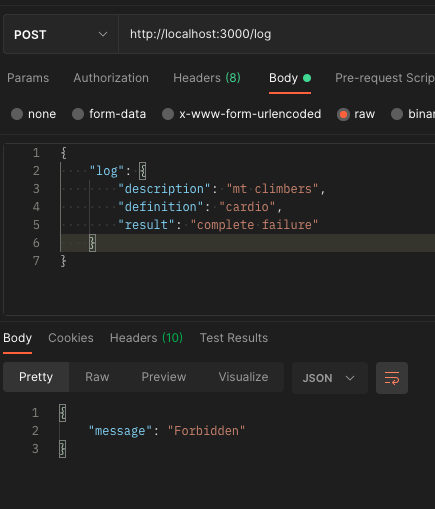 POST http://localhost:3000/log
Params Authorization Headers (8) Body Pre-request Scrip
none form-data x-www-form-urlencoded raw binar
1 {
2 "log": {
3 "description": "mt climbers",
4 "definition": "cardio",
5 "result": "complete failure"
6 }
7 }
Body Cookies Headers (10) Test Results
Pretty Raw Preview Visualize JSON
1 {
2 "message": "Forbidden"
3 }